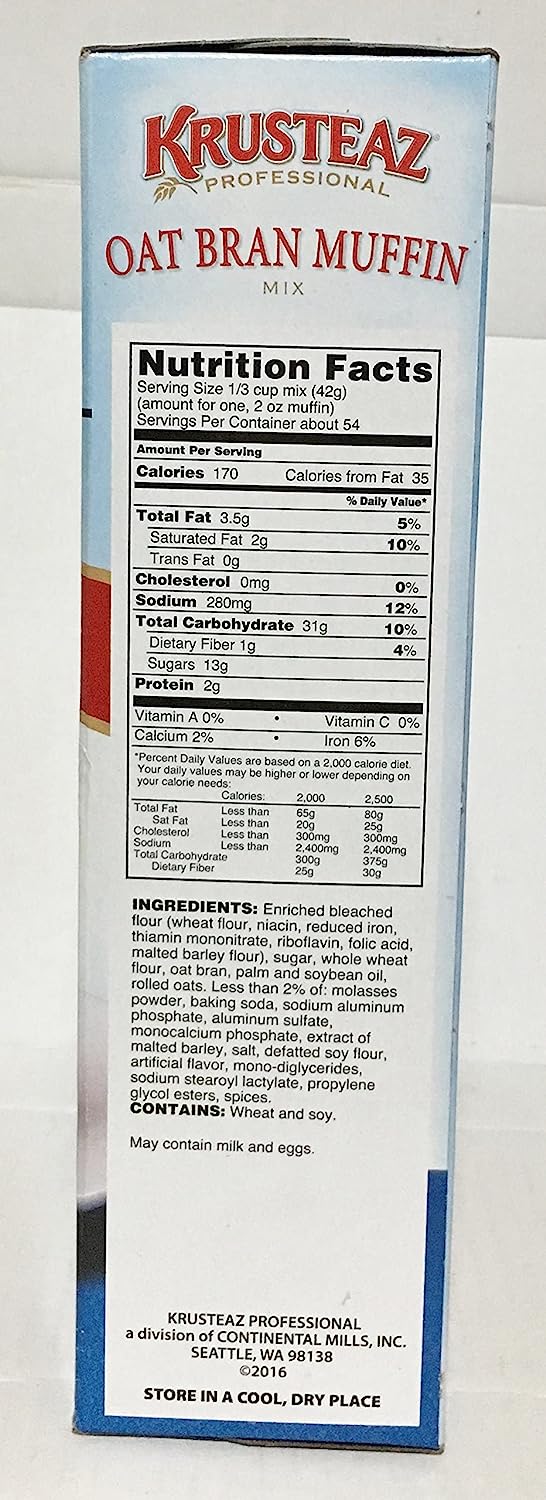 KRUSTEAZ
PROFESSIONAL
OAT BRAN MUFFIN
MIX
Nutrition Facts
Serving Size 1/3 cup mix (42g)
(amount for one, 2 oz muffin)
Servings Per Container about 54
Amount Per Serving
Calories 170 Calories from Fat 35
% Daily Value*
Total Fat 3.5g 5%
Saturated Fat 2g 10%
Trans Fat 0g
Cholesterol 0mg 0%
Sodium 280mg 12%
Total Carbohydrate 31g 10%
Dietary Fiber 1g 4%
Sugars 13g
Protein 2g
Vitamin A 0% • Vitamin C 0%
Calcium 2% • Iron 6%
*Percent Daily Values are based on a 2,000 calorie diet.
Your daily values may be higher or lower depending on
your calorie needs:
Calories: 2,000 2,500
Total Fat Less than 65g 80g
Sat Fat Less than 20g 25g
Cholesterol Less than 300mg 300mg
Sodium Less than 2,400mg 2,400mg
Total Carbohydrate 300g 375g
Dietary Fiber 25g 30g
INGREDIENTS: Enriched bleached
flour (wheat flour, niacin, reduced iron,
thiamin mononitrate, riboflavin, folic acid,
malted barley flour), sugar, whole wheat
flour, oat bran, palm and soybean oil,
rolled oats. Less than 2% of: molasses
powder, baking soda, sodium aluminum
phosphate, aluminum sulfate,
monocalcium phosphate, extract of
malted barley, salt, defatted soy flour,
artificial flavor, mono-diglycerides,
sodium stearoyl lactylate, propylene
glycol esters, spices.
CONTAINS: Wheat and soy.
May contain milk and eggs.
KRUSTEAZ PROFESSIONAL
a division of CONTINENTAL MILLS, INC.
SEATTLE, WA 98138
©2016
STORE IN A COOL, DRY PLACE